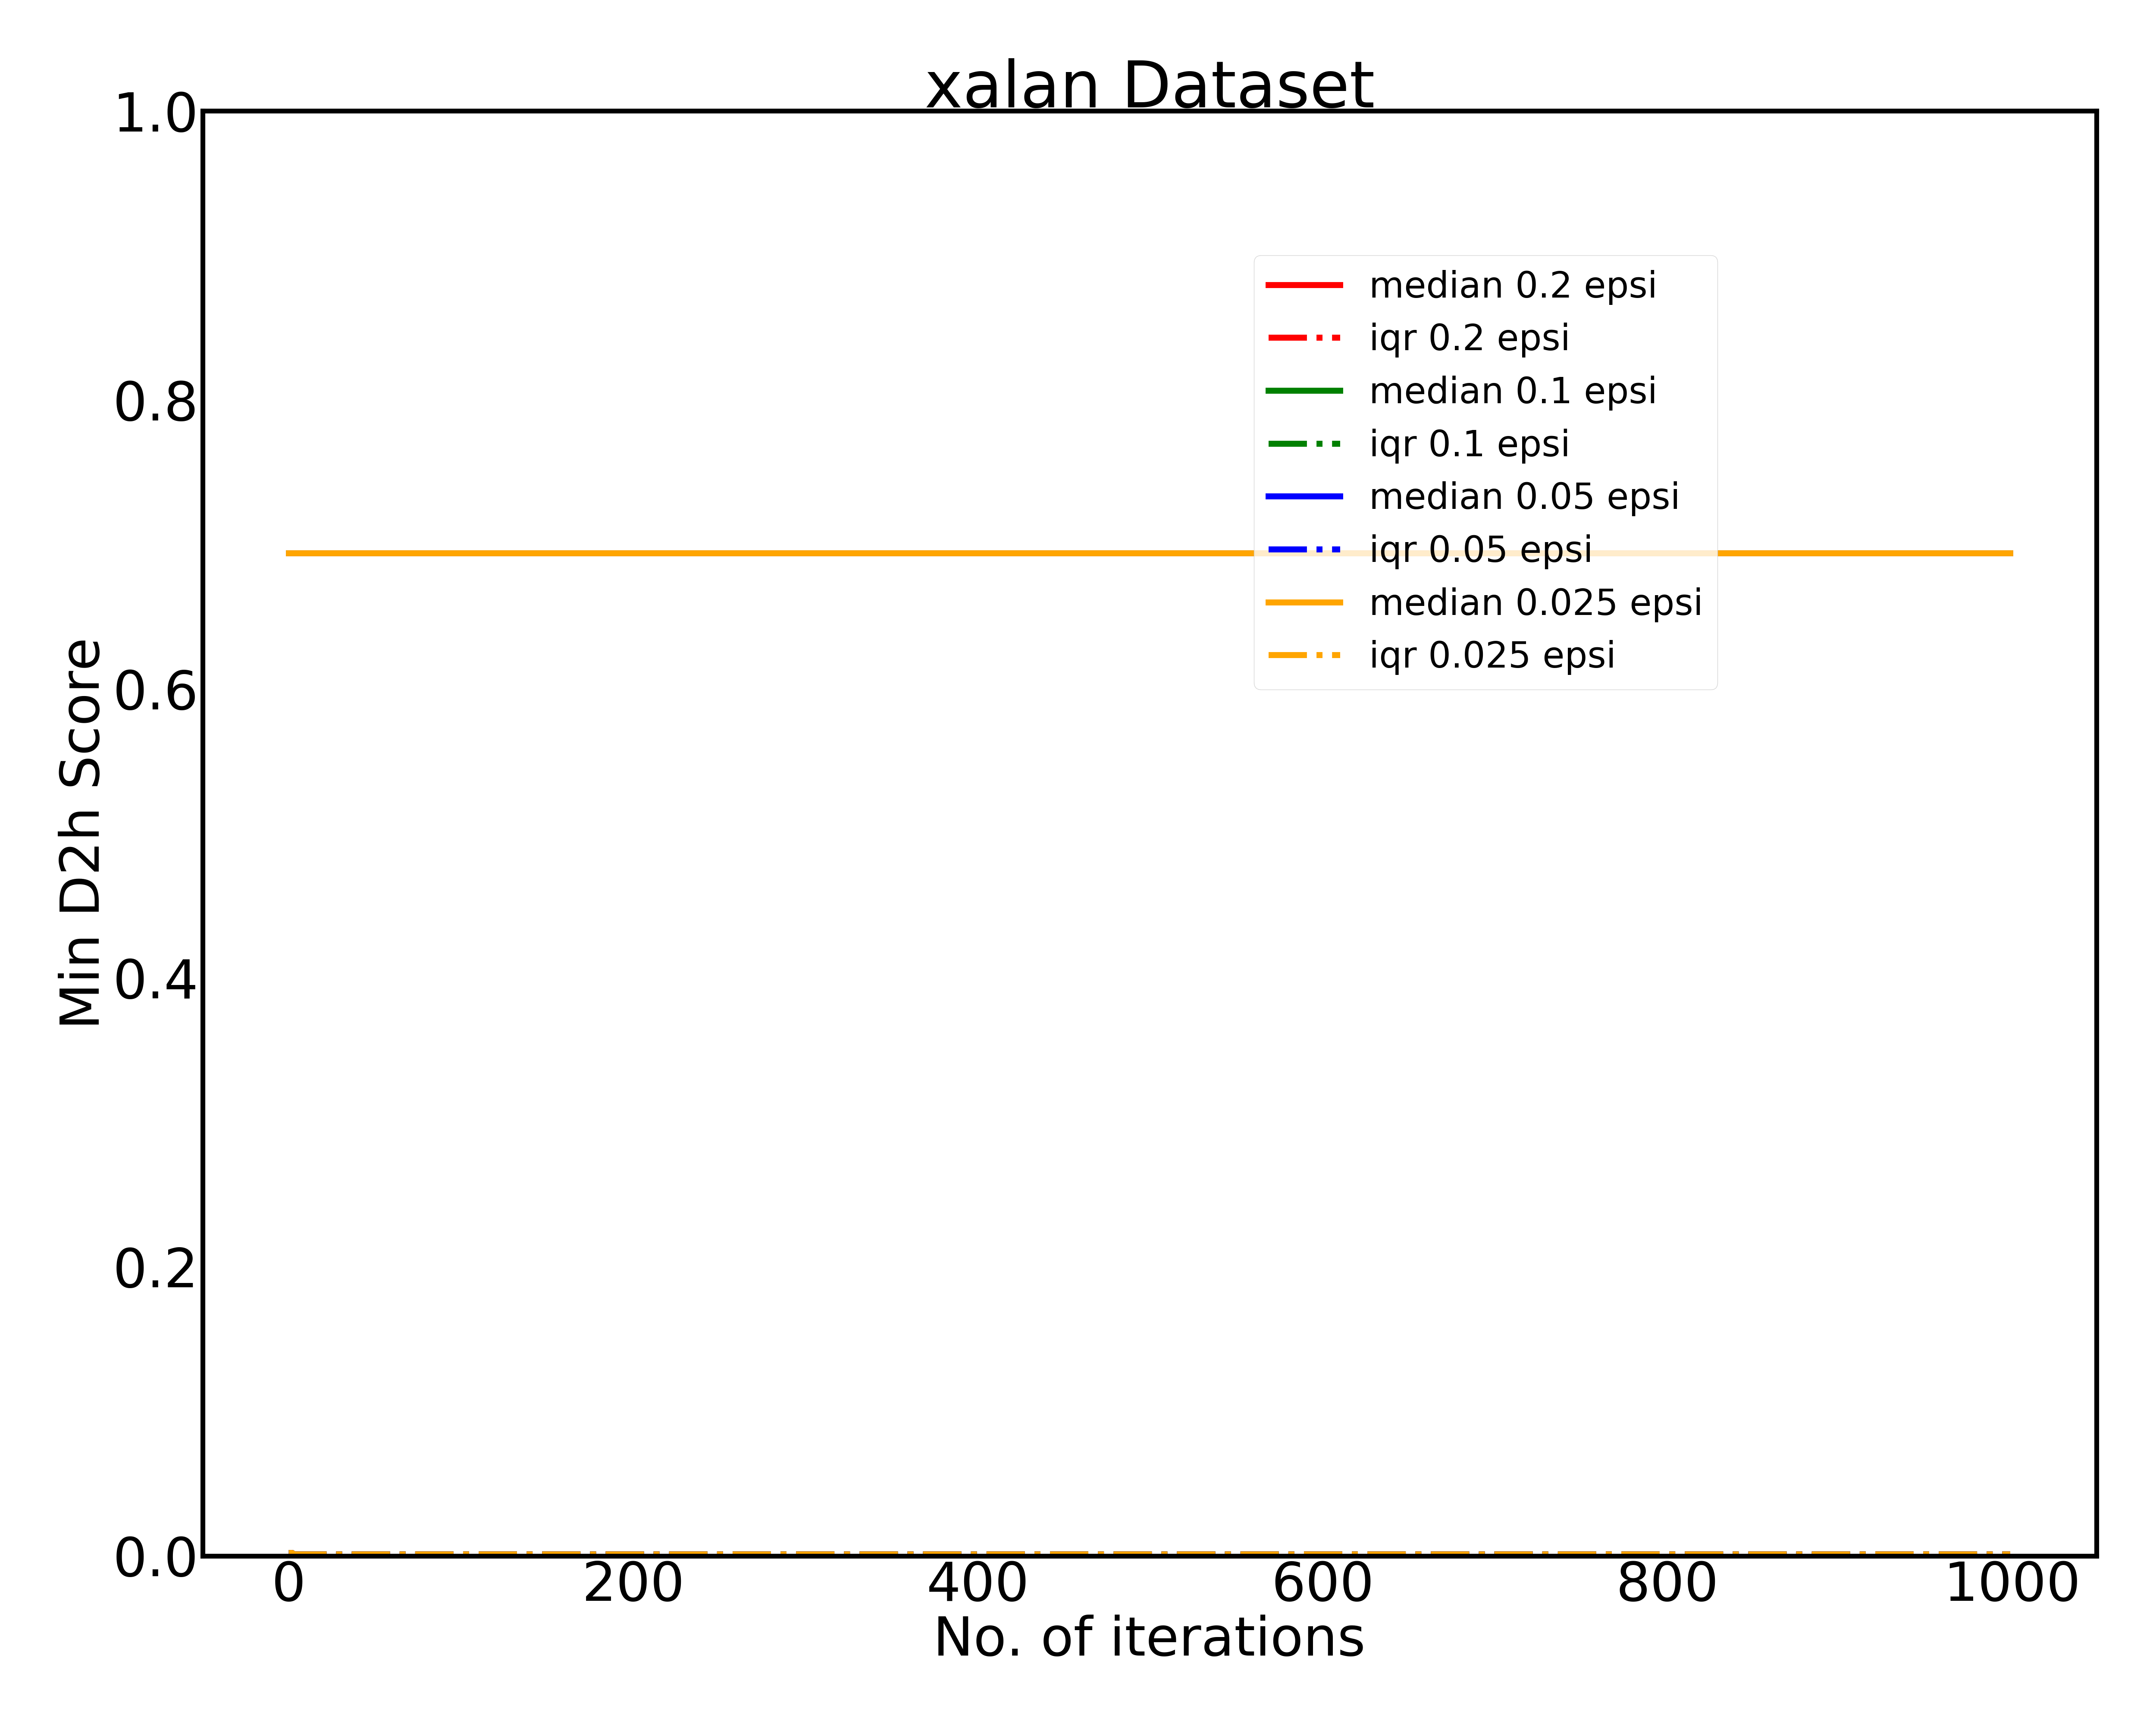 xalan Dataset
1.0
0.8
0.6
0.4
0.2
0.0
Min D2h Score
median 0.2 epsi
iqr 0.2 epsi
median 0.1 epsi
iqr 0.1 epsi
median 0.05 epsi
iqr 0.05 epsi
median 0.025 epsi
iqr 0.025 epsi
0 200 400 600 800 1000
No. of iterations